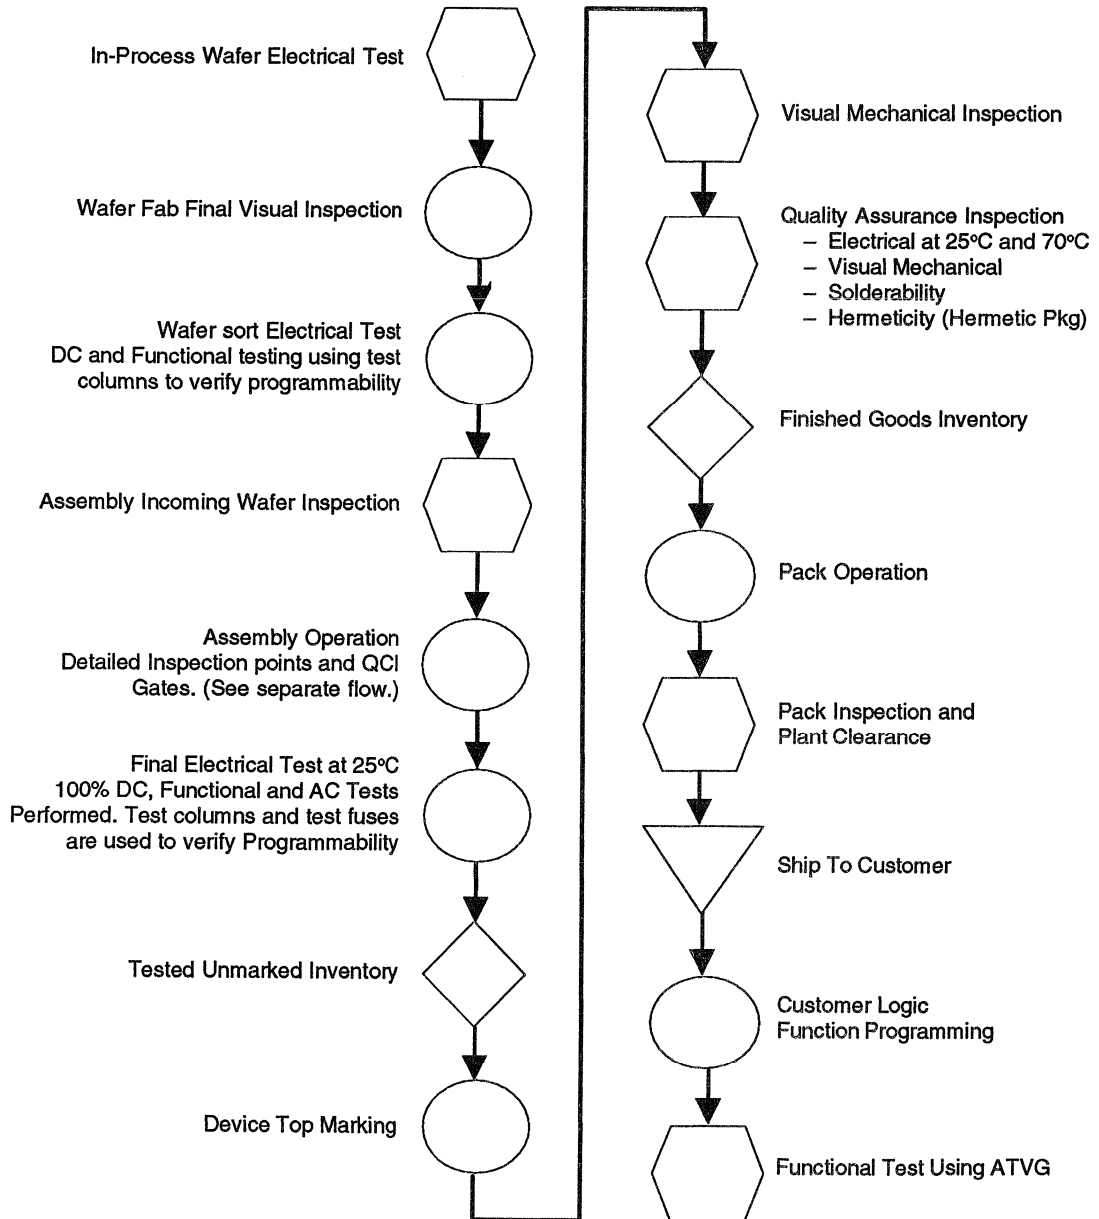 In-Process Wafer Electrical Test
Wafer Fab Final Visual Inspection
Wafer sort Electrical Test
DC and Functional testing using test
columns to verify programmability
Assembly Incoming Wafer Inspection
Assembly Operation
Detailed Inspection points and QCI
Gates. (See separate flow.)
Final Electrical Test at 25°C
100% DC, Functional and AC Tests
Performed. Test columns and test fuses
are used to verify Programmability
Tested Unmarked Inventory
Device Top Marking
Visual Mechanical Inspection
Quality Assurance Inspection
– Electrical at 25°C and 70°C
– Visual Mechanical
– Solderability
– Hermeticity (Hermetic Pkg)
Finished Goods Inventory
Pack Operation
Pack Inspection and
Plant Clearance
Ship To Customer
Customer Logic
Function Programming
Functional Test Using ATVG